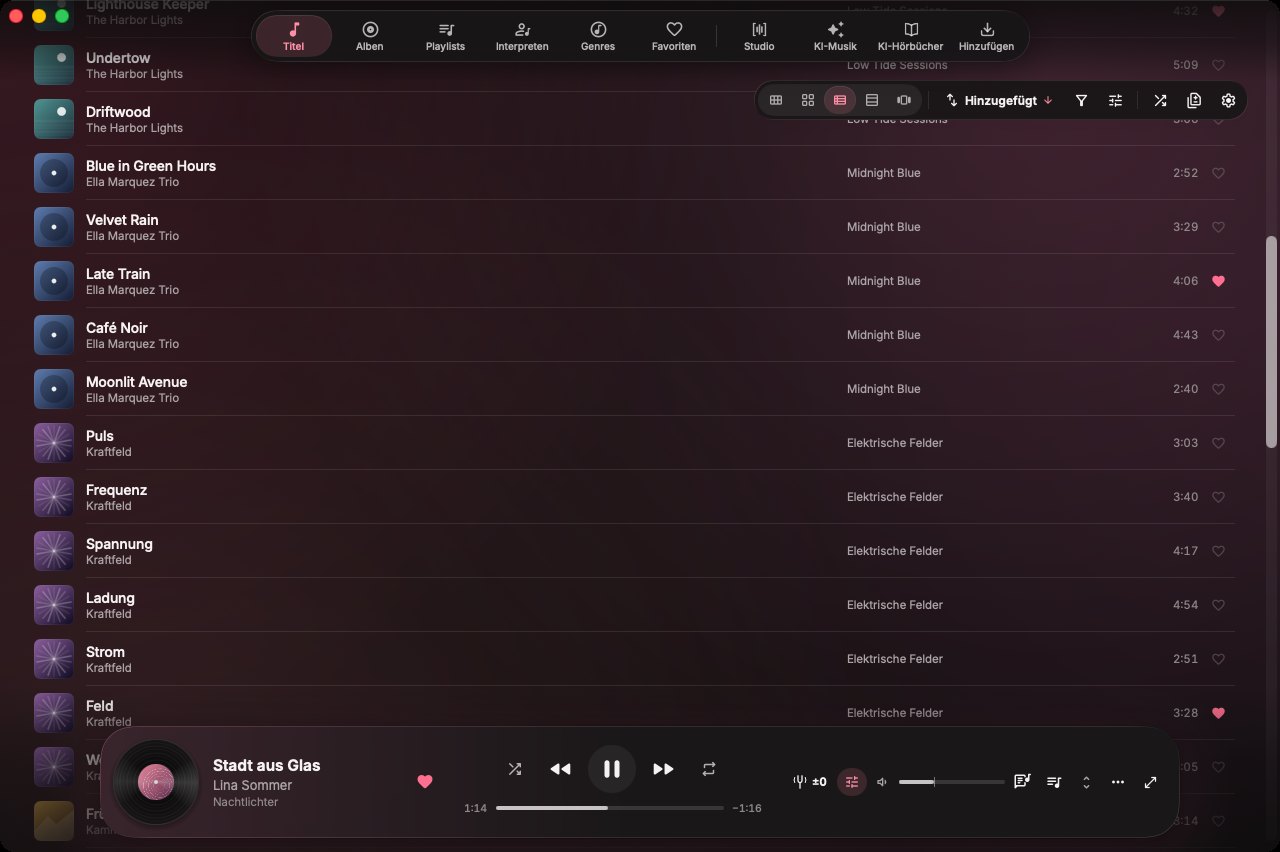 Lighthouse Keeper
The Harbor Lights
Low Tide Sessions
4:32
Titel
Alben
Playlists
Interpreten
Genres
Favoriten
Studio
KI-Musik
KI-Hörbücher
Hinzufügen
Undertow
The Harbor Lights
Low Tide Sessions
5:09
Hinzugefügt
Driftwood
The Harbor Lights
Low Tide Sessions
Blue in Green Hours
Ella Marquez Trio
Midnight Blue
2:52
Velvet Rain
Ella Marquez Trio
Midnight Blue
3:29
Late Train
Ella Marquez Trio
Midnight Blue
4:06
Café Noir
Ella Marquez Trio
Midnight Blue
4:43
Moonlit Avenue
Ella Marquez Trio
Midnight Blue
2:40
Puls
Kraftfeld
Elektrische Felder
3:03
Frequenz
Kraftfeld
Elektrische Felder
3:40
Spannung
Kraftfeld
Elektrische Felder
4:17
Ladung
Kraftfeld
Elektrische Felder
4:54
Strom
Kraftfeld
Elektrische Felder
2:51
Feld
Kraftfeld
Elektrische Felder
3:28
Stadt aus Glas
Lina Sommer
Nachtlichter
1:14
−1:16
±0